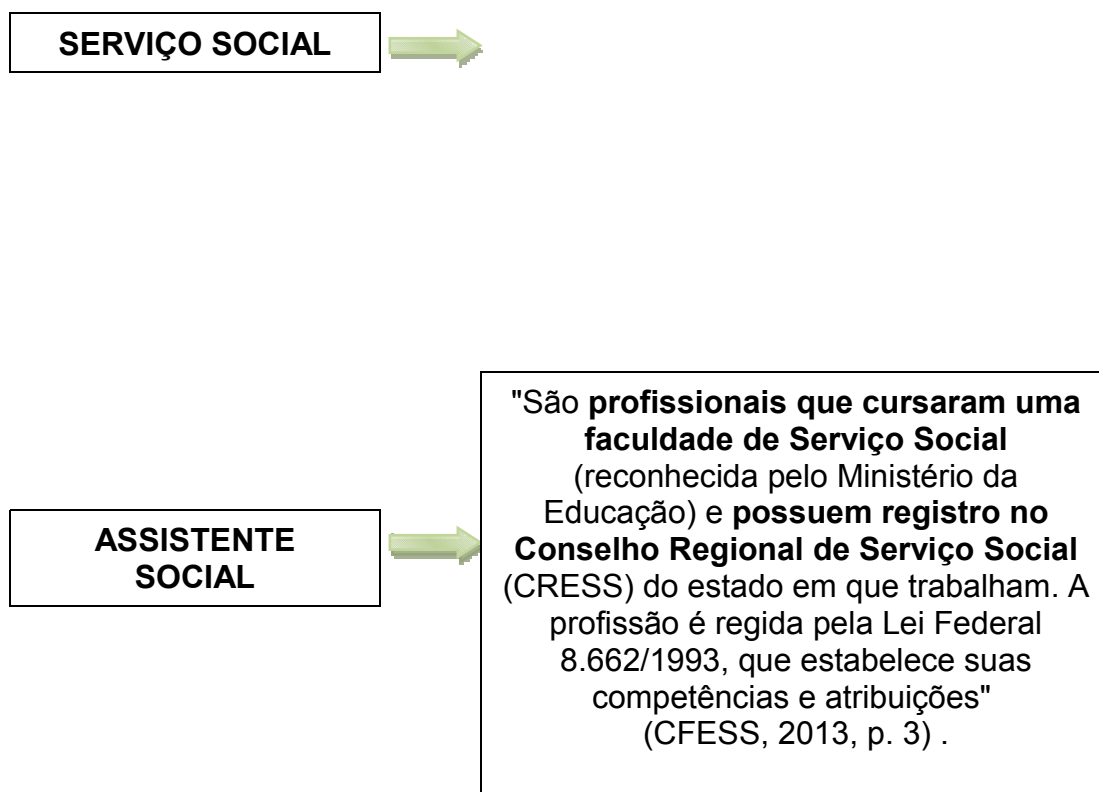 SERVIÇO SOCIAL
"São profissionais que cursaram uma
faculdade de Serviço Social
(reconhecida pelo Ministério da
Educação) e possuem registro no
Conselho Regional de Serviço Social
(CRESS) do estado em que trabalham. A
profissão é regida pela Lei Federal
8.662/1993, que estabelece suas
competências e atribuições"
(CFESS, 2013, p. 3) .
ASSISTENTE
SOCIAL